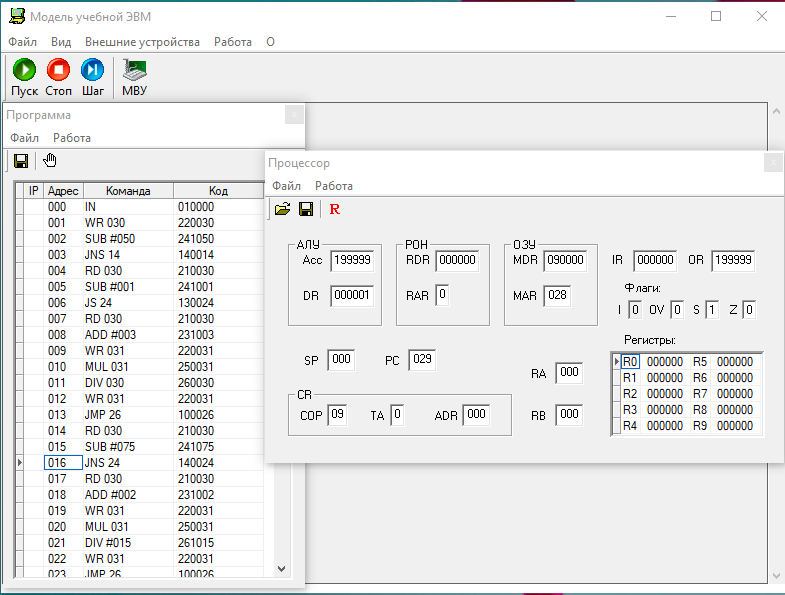 Модель учебной ЭВМ
Файл Вид Внешние устройства Работа О
Пуск Стоп Шаг МВУ
Программа
Файл Работа
IP Адрес Команда Код
000 IN 010000
001 WR 030 220030
002 SUB #050 241050
003 JNS 14 140014
004 RD 030 210030
005 SUB #001 241001
006 JS 24 130024
007 RD 030 210030
008 ADD #003 231003
009 WR 031 220031
010 MUL 031 250031
011 DIV 030 260030
012 WR 031 220031
013 JMP 26 100026
014 RD 030 210030
015 SUB #075 241075
016 JNS 24 140024
017 RD 030 210030
018 ADD #002 231002
019 WR 031 220031
020 MUL 031 250031
021 DIV #015 261015
022 WR 031 220031
023 JMP 26 100026
Процессор
Файл Работа
R
АЛУ РОН ОЗУ
Acc 199999 RDR 000000 MDR 090000 IR 000000 OR 199999
Флаги:
DR 000001 RAR 0 MAR 028 I 0 OV 0 S 1 Z 0
Регистры:
SP 000 PC 029 RA 000
CR
COP 09 TA 0 ADR 000 RB 000
R0 000000 R5 000000
R1 000000 R6 000000
R2 000000 R7 000000
R3 000000 R8 000000
R4 000000 R9 000000